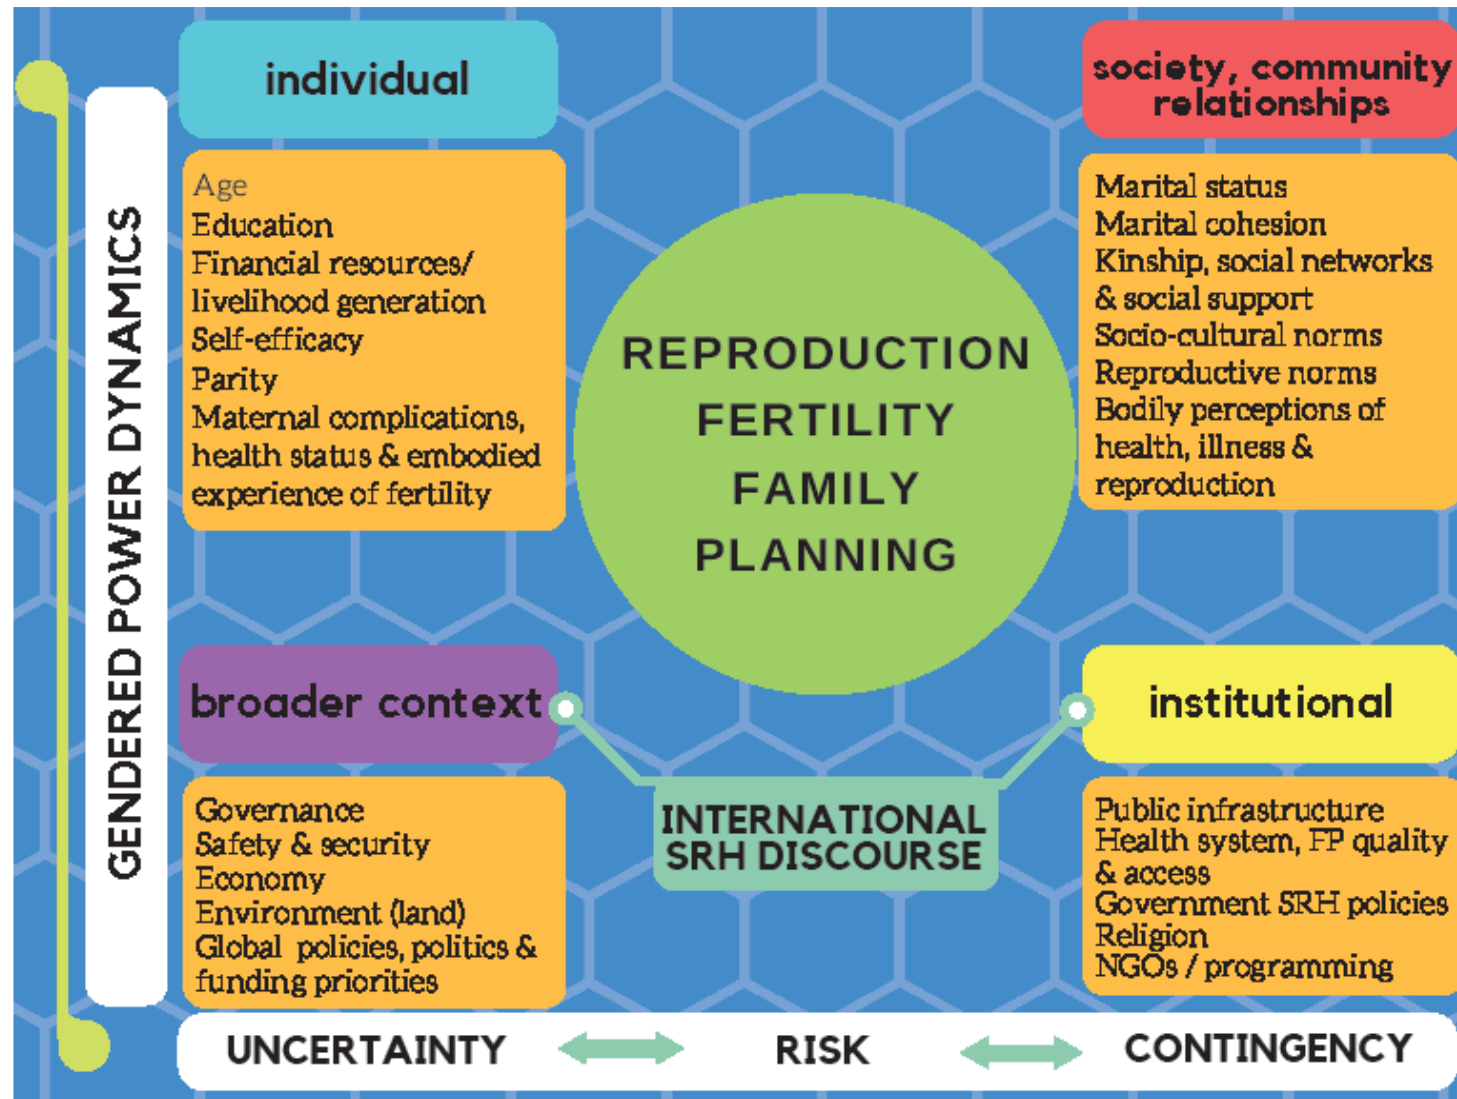 GENDERED POWER DYNAMICS
individual
Age
Education
Financial resources/
livelihood generation
Self-efficacy
Parity
Maternal complications,
health status & embodied
experience of fertility
society, community
relationships
Marital status
Marital cohesion
Kinship, social networks
& social support
Socio-cultural norms
Reproductive norms
Bodily perceptions of
health, illness &
reproduction
REPRODUCTION
FERTILITY
FAMILY
PLANNING
broader context
Governance
Safety & security
Economy
Environment (land)
Global policies, politics &
funding priorities
INTERNATIONAL
SRH DISCOURSE
institutional
Public infrastructure
Health system, FP quality
& access
Government SRH policies
Religion
NGOs / programming
UNCERTAINTY
RISK
CONTINGENCY